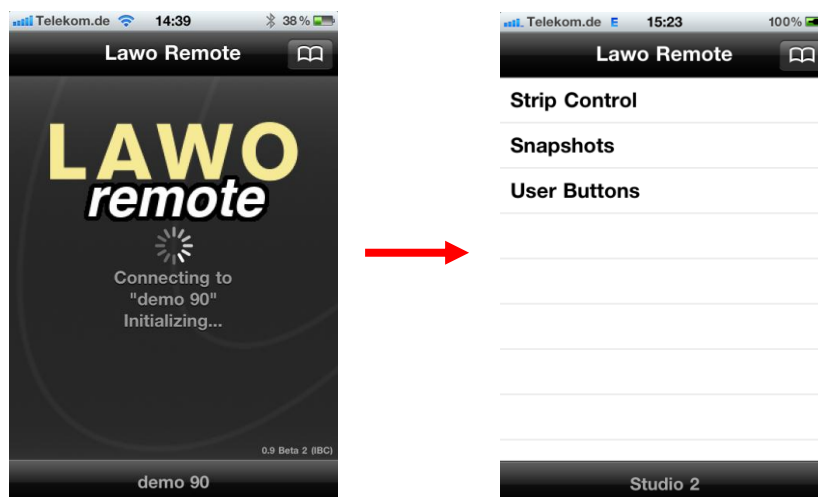 Telekom.de 14:39 38%
Lawo Remote
LAWO
remote
Connecting to
"demo 90"
Initializing...
0.9 Beta 2 (IBC)
demo 90
Telekom.de E 15:23 100%
Lawo Remote
Strip Control
Snapshots
User Buttons
Studio 2